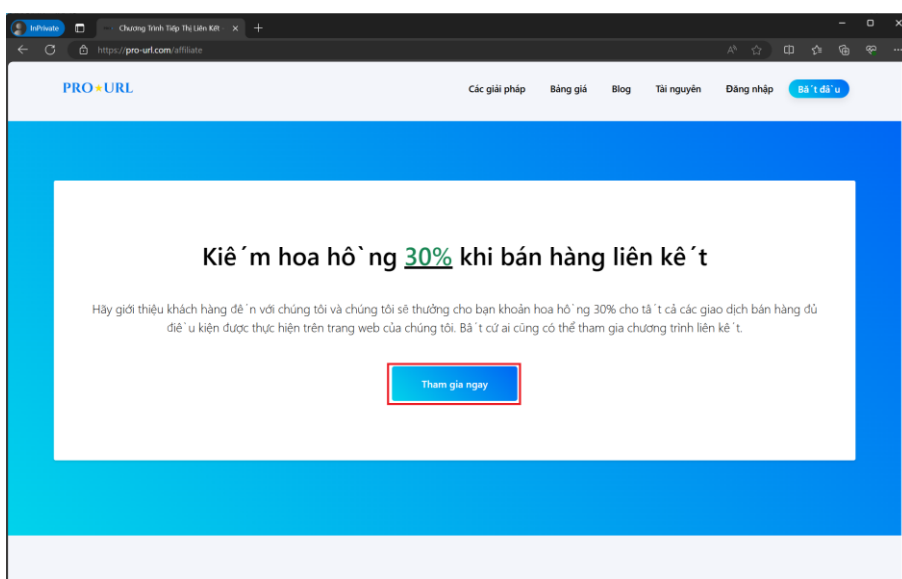 InPrivate
Chương Trình Tiếp Thị Liên Kết
https://pro-url.com/affiliate
PRO★URL
Các giải pháp Bảng giá Blog Tài nguyên Đăng nhập Bắt đầu
Kiếm hoa hồng 30% khi bán hàng liên kết
Hãy giới thiệu khách hàng đến với chúng tôi và chúng tôi sẽ thưởng cho bạn khoản hoa hồng 30% cho tất cả các giao dịch bán hàng đủ
điều kiện được thực hiện trên trang web của chúng tôi. Bất cứ ai cũng có thể tham gia chương trình liên kết.
Tham gia ngay